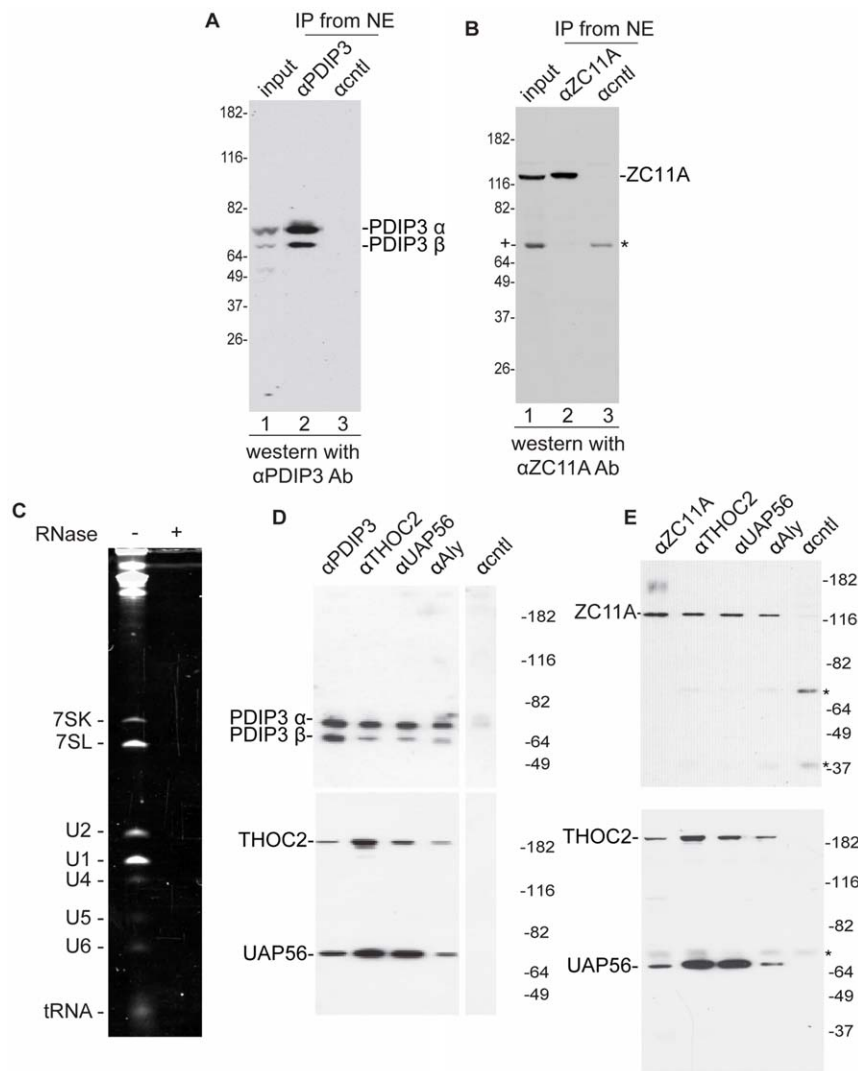 A
IP from NE
input αPDIP3 αcntl
182-
116-
82-
64-
49-
37-
26-
-PDIP3 α
-PDIP3 β
1 2 3
western with
αPDIP3 Ab
B
IP from NE
input αZC11A αcntl
182-
116-
82-
+-
64-
49-
37-
26-
-ZC11A
*
1 2 3
western with
αZC11A Ab
C
RNase - +
7SK -
7SL -
U2 -
U1 -
U4 -
U5 -
U6 -
tRNA -
D
αPDIP3 αTHOC2 αUAP56 αAly αcntl
PDIP3 α-
PDIP3 β-
-182
-116
-82
-64
-49
THOC2-
UAP56-
-182
-116
-82
-64
-49
E
αZC11A αTHOC2 αUAP56 αAly αcntl
ZC11A-
-182
-116
-82
*
-64
-49
*
-37
THOC2-
UAP56-
-182
-116
-82
*
-64
-49
-37